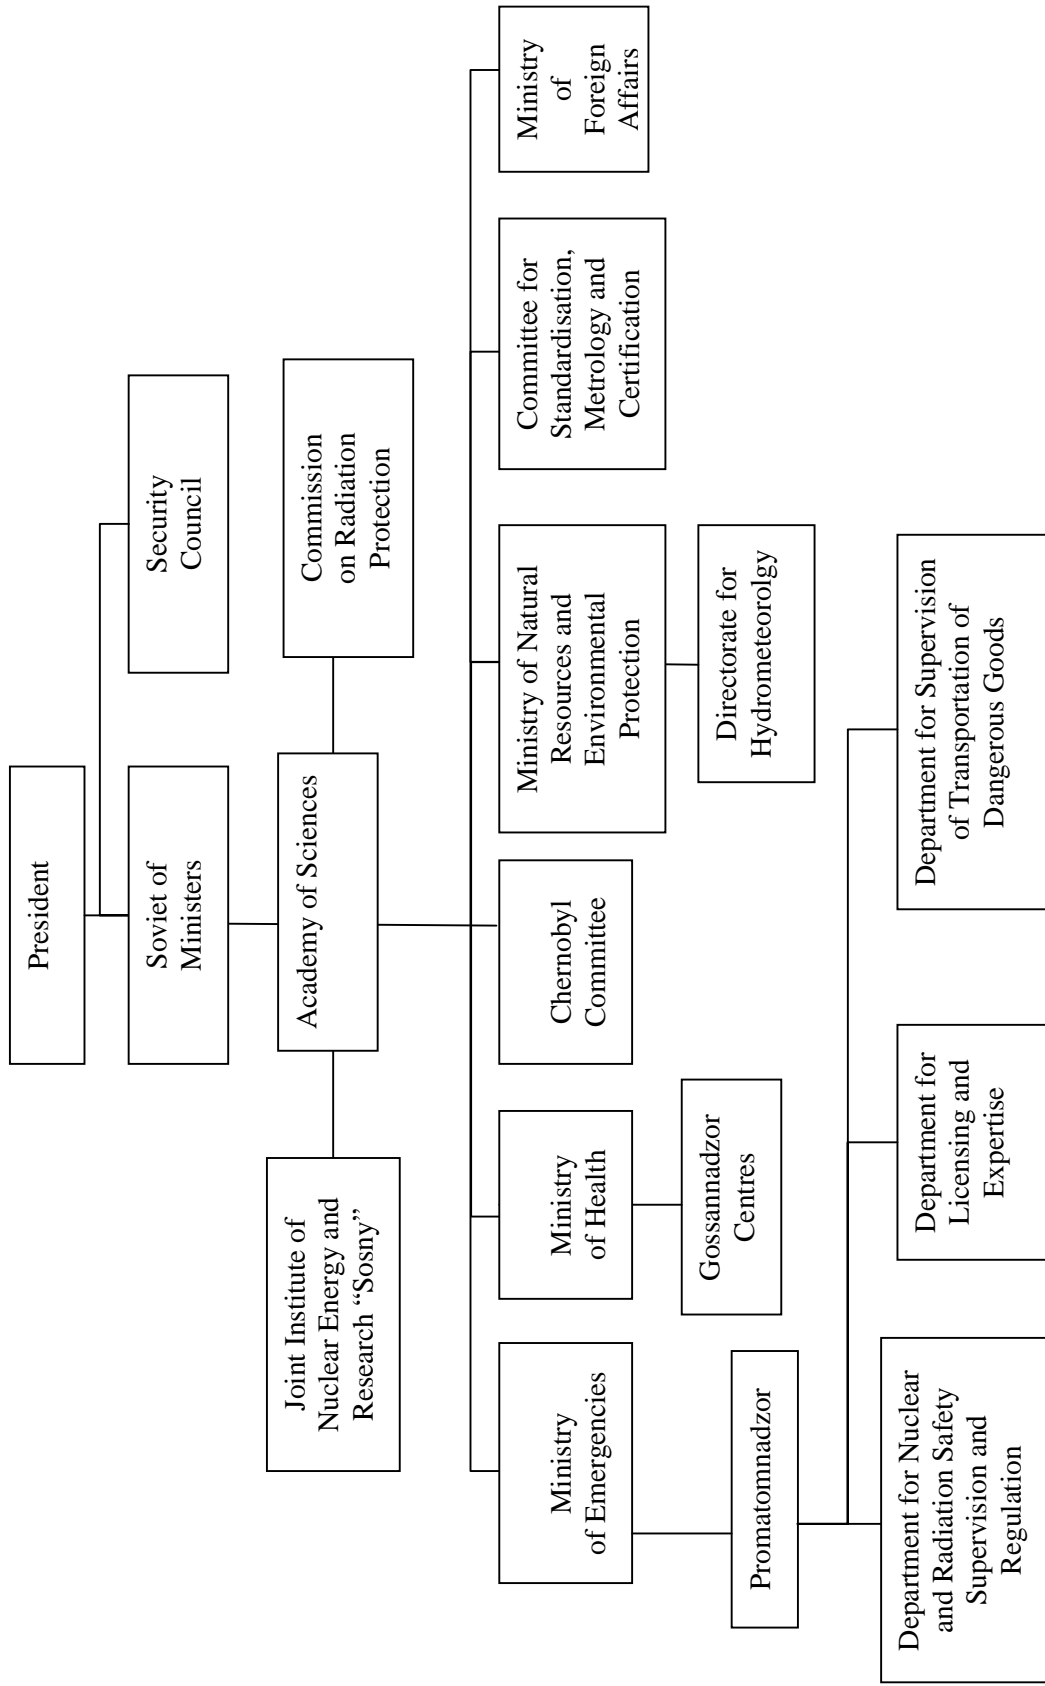 President
Soviet of
Ministers
Security
Council
Joint Institute of
Nuclear Energy and
Research “Sosny”
Academy of Sciences
Commission
on Radiation
Protection
Ministry
of Emergencies
Ministry
of Health
Chernobyl
Committee
Ministry of Natural
Resources and
Environmental
Protection
Committee for
Standardisation,
Metrology and
Certification
Ministry
of
Foreign
Affairs
Promatomnadzor
Gossannadzor
Centres
Directorate for
Hydrometeorolgy
Department for Nuclear
and Radiation Safety
Supervision and
Regulation
Department for
Licensing and
Expertise
Department for Supervision
of Transportation of
Dangerous Goods